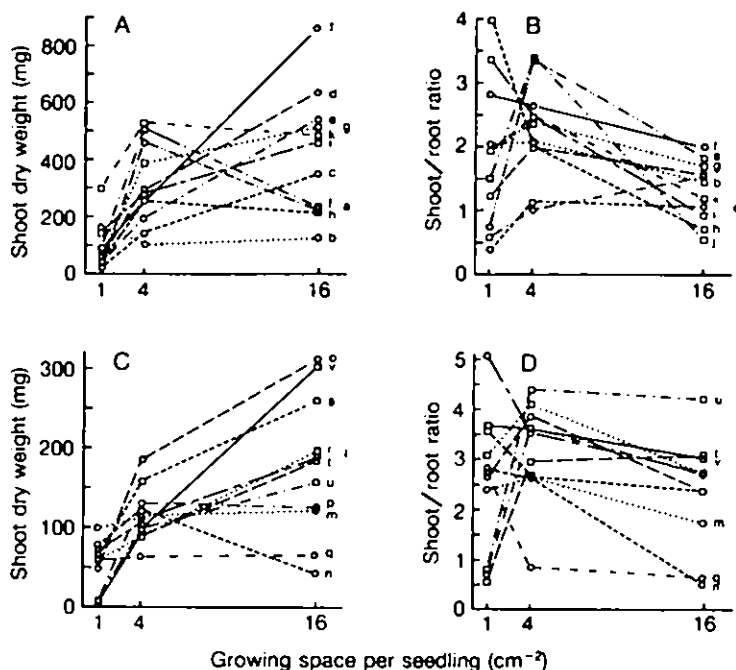 A
B
Shoot dry weight (mg)
800
600
400
200
0
1
4
16
f
d
e
g
c
h
b
Shoot/root ratio
4
3
2
1
0
1
4
16
f
g
b
h
j
C
D
Shoot dry weight (mg)
300
200
100
0
1
4
16
o
v
s
t
u
p
m
q
n
Shoot/root ratio
5
4
3
2
1
0
1
4
16
u
v
m
q
n
Growing space per seedling (cm⁻²)